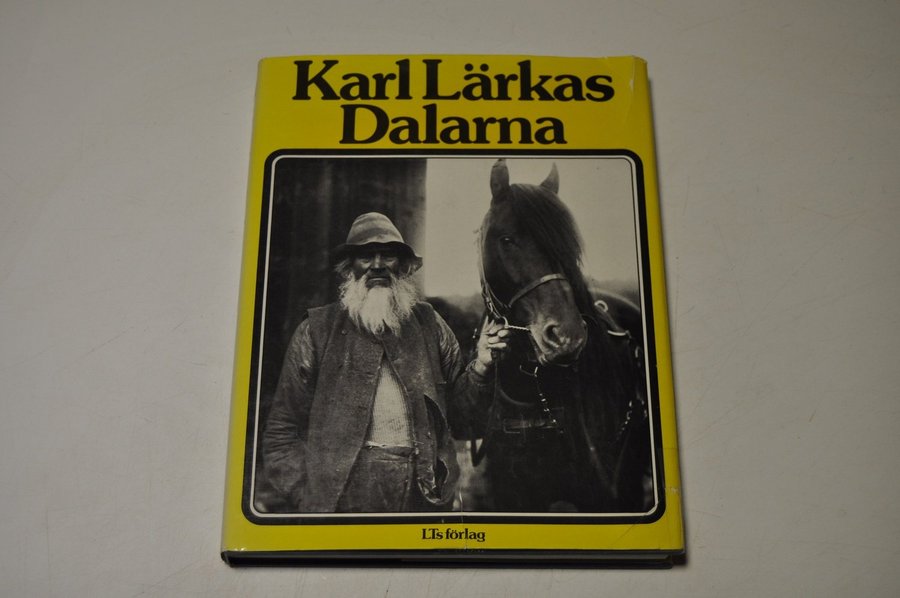 Karl Lärkas
Dalarna
LTs förlag